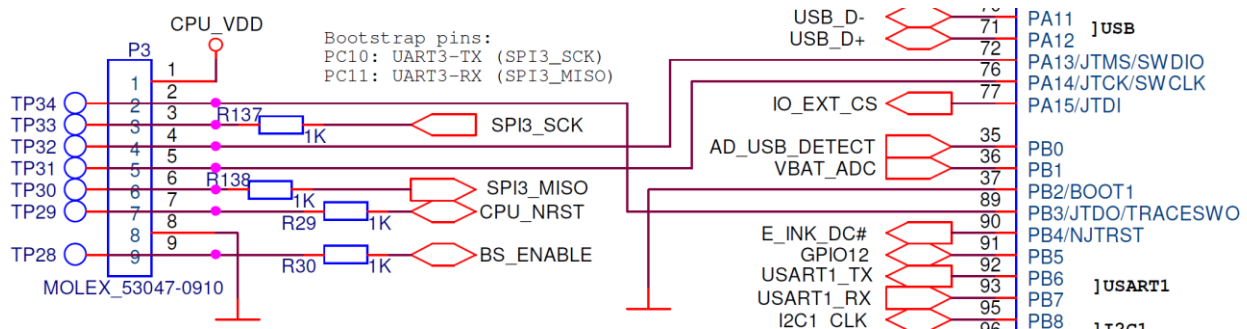 CPU_VDD
Bootstrap pins:
PC10: UART3-TX (SPI3_SCK)
PC11: UART3-RX (SPI3_MISO)
P3
1
1
2
TP34
2
3
R137
TP33
3
1K
SPI3_SCK
4
TP32
4
5
TP31
5
6
R138
TP30
6
1K
SPI3_MISO
7
TP29
7
R29
1K
CPU_NRST
8
8
9
TP28
9
R30
1K
BS_ENABLE
MOLEX_53047-0910
USB_D-
PA11
]USB
USB_D+
71
PA12
72
PA13/JTMS/SWDIO
76
PA14/JTCK/SWCLK
IO_EXT_CS
77
PA15/JTDI
AD_USB_DETECT
35
PB0
VBAT_ADC
36
PB1
37
PB2/BOOT1
89
PB3/JTDO/TRACESWO
E_INK_DC#
90
PB4/NJTRST
GPIO12
91
PB5
USART1_TX
92
PB6
]USART1
USART1_RX
93
PB7
I2C1_CLK
95
PB8